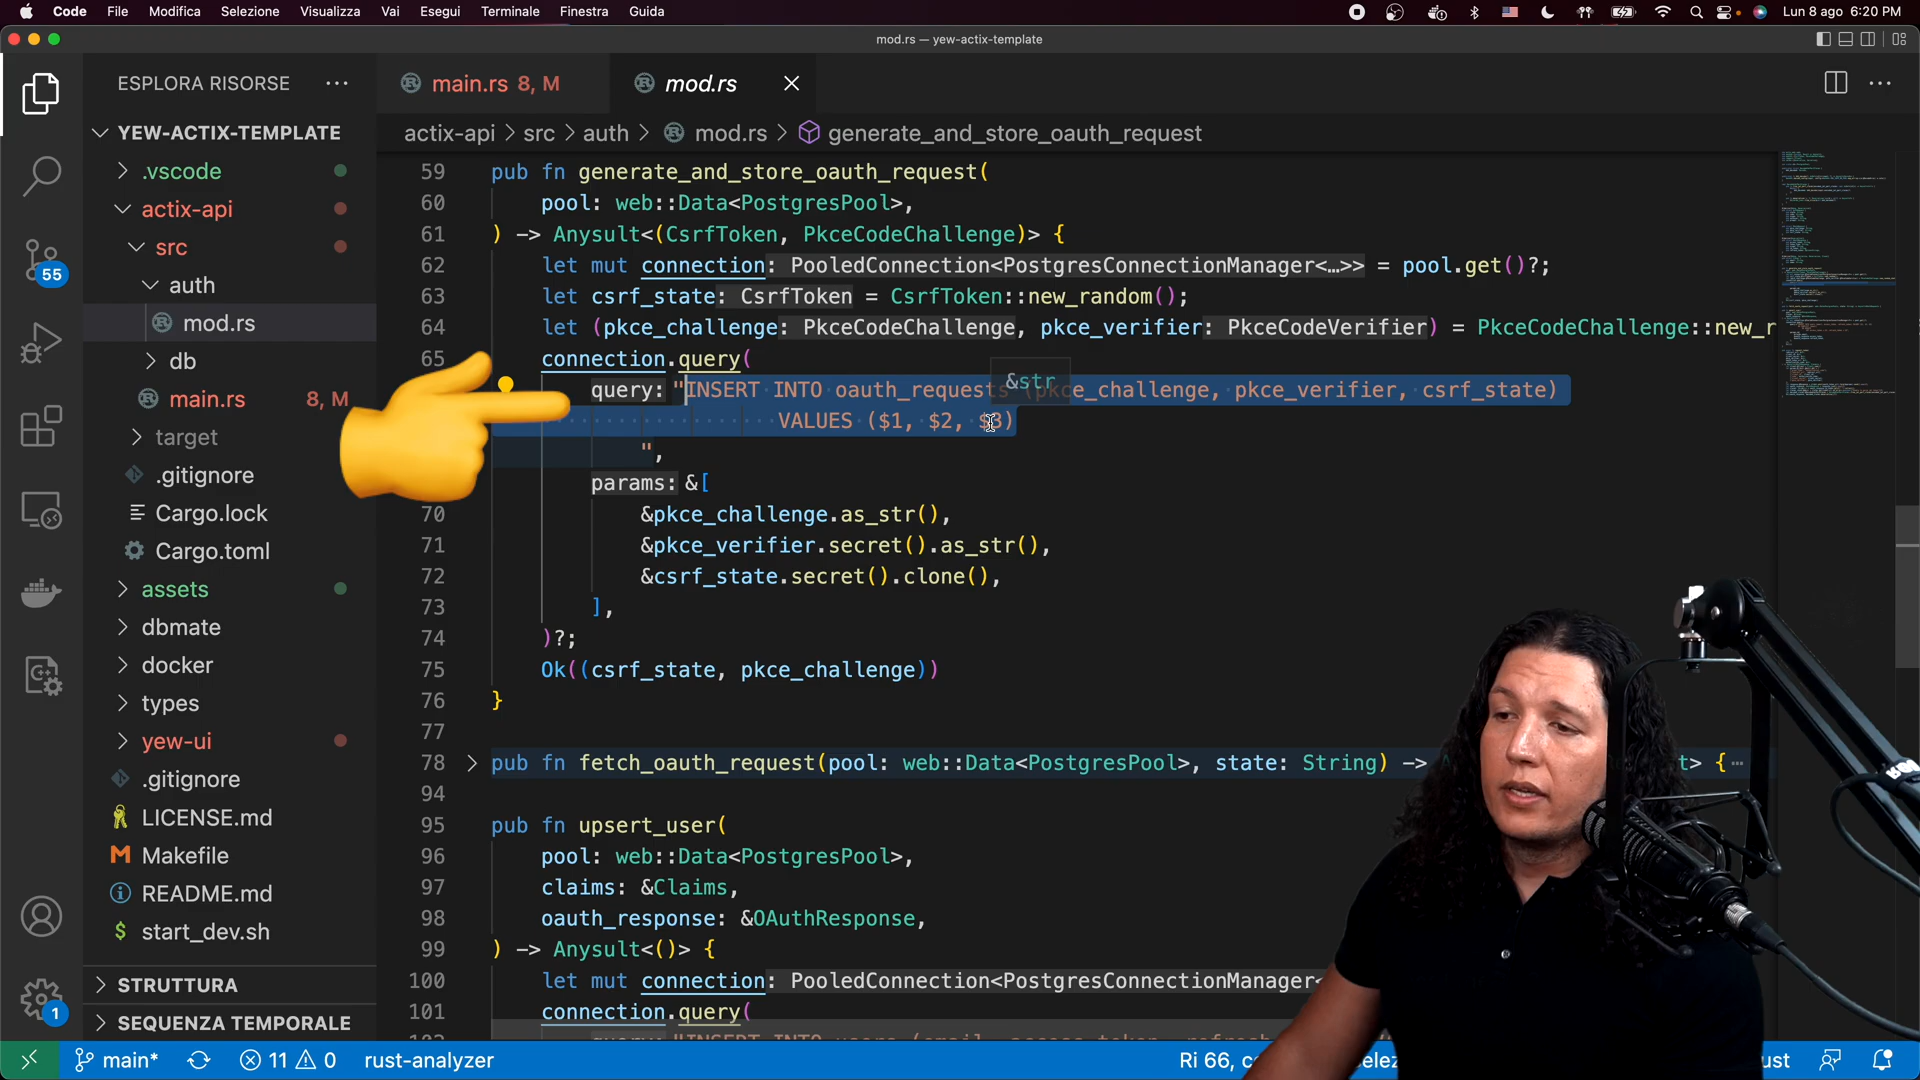 Code File Modifica Selezione Visualizza Vai Esegui Terminale Finestra Guida Lun 8 ago 6:20 PM
mod.rs — yew-actix-template
ESPLORA RISORSE ···
main.rs 8, M
mod.rs
actix-api > src > auth > mod.rs > generate_and_store_oauth_request
YEW-ACTIX-TEMPLATE
.vscode
actix-api
src
auth
mod.rs
db
main.rs 8, M
target
.gitignore
Cargo.lock
Cargo.toml
assets
dbmate
docker
types
yew-ui
.gitignore
LICENSE.md
Makefile
README.md
$ start_dev.sh
STRUTTURA
SEQUENZA TEMPORALE
55
1
59 pub fn generate_and_store_oauth_request(
60 pool: web::Data<PostgresPool>,
61 ) -> Anysult<(CsrfToken, PkceCodeChallenge)> {
62 let mut connection: PooledConnection<PostgresConnectionManager<…>> = pool.get()?;
63 let csrf_state: CsrfToken = CsrfToken::new_random();
64 let (pkce_challenge: PkceCodeChallenge, pkce_verifier: PkceCodeVerifier) = PkceCodeChallenge::new_r
65 connection.query(
&str
query: "INSERT INTO oauth_requests (pkce_challenge, pkce_verifier, csrf_state)
VALUES ($1, $2, $3)
",
params: &[
70 &pkce_challenge.as_str(),
71 &pkce_verifier.secret().as_str(),
72 &csrf_state.secret().clone(),
73 ],
74 )?;
75 Ok((csrf_state, pkce_challenge))
76 }
77
78 pub fn fetch_oauth_request(pool: web::Data<PostgresPool>, state: String) -> t> {
94
95 pub fn upsert_user(
96 pool: web::Data<PostgresPool>,
97 claims: &Claims,
98 oauth_response: &OAuthResponse,
99 ) -> Anysult<()> {
100 let mut connection: PooledConnection<PostgresConnectionManager<
101 connection.query(
main* 11 0 rust-analyzer Ri 66, c